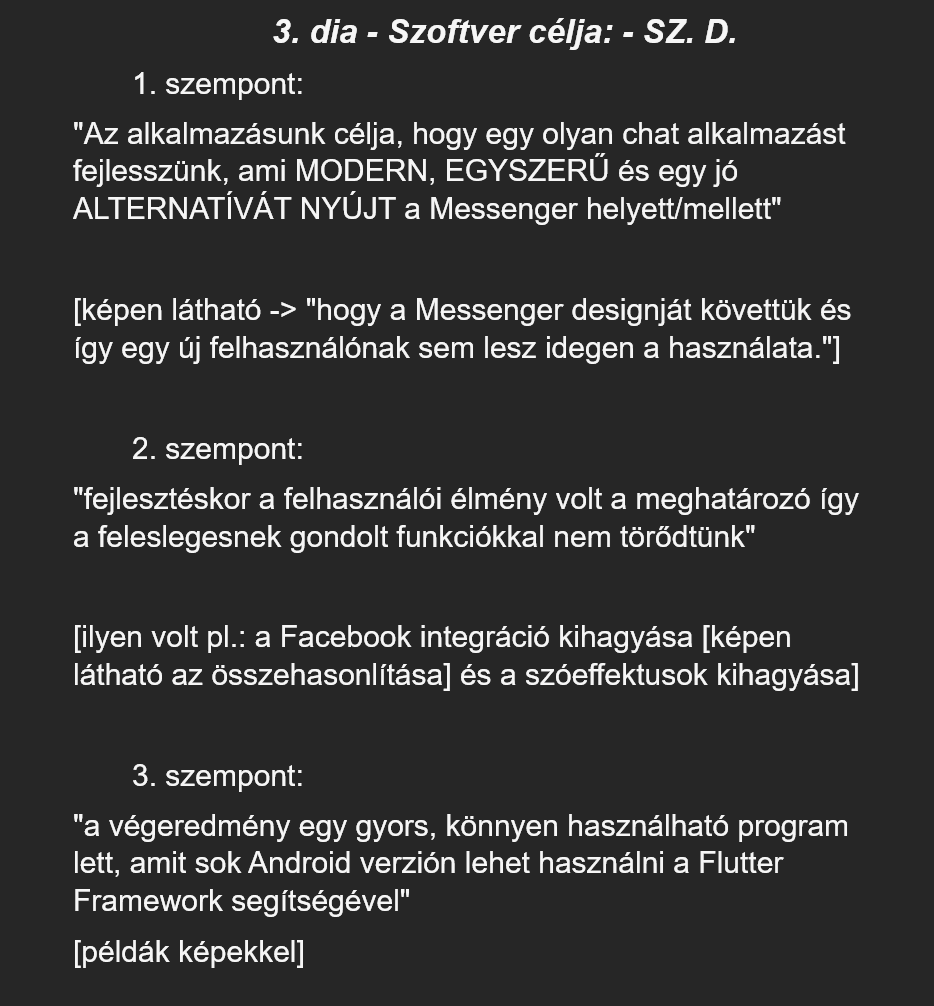 3. dia - Szoftver célja: - SZ. D.
1. szempont:
"Az alkalmazásunk célja, hogy egy olyan chat alkalmazást
fejlesszünk, ami MODERN, EGYSZERŰ és egy jó
ALTERNATÍVÁT NYÚJT a Messenger helyett/mellett"
[képen látható -> "hogy a Messenger designját követtük és
így egy új felhasználónak sem lesz idegen a használata."]
2. szempont:
"fejlesztéskor a felhasználói élmény volt a meghatározó így
a feleslegesnek gondolt funkciókkal nem törődtünk"
[ilyen volt pl.: a Facebook integráció kihagyása [képen
látható az összehasonlítása] és a szóeffektusok kihagyása]
3. szempont:
"a végeredmény egy gyors, könnyen használható program
lett, amit sok Android verzión lehet használni a Flutter
Framework segítségével"
[példák képekkel]